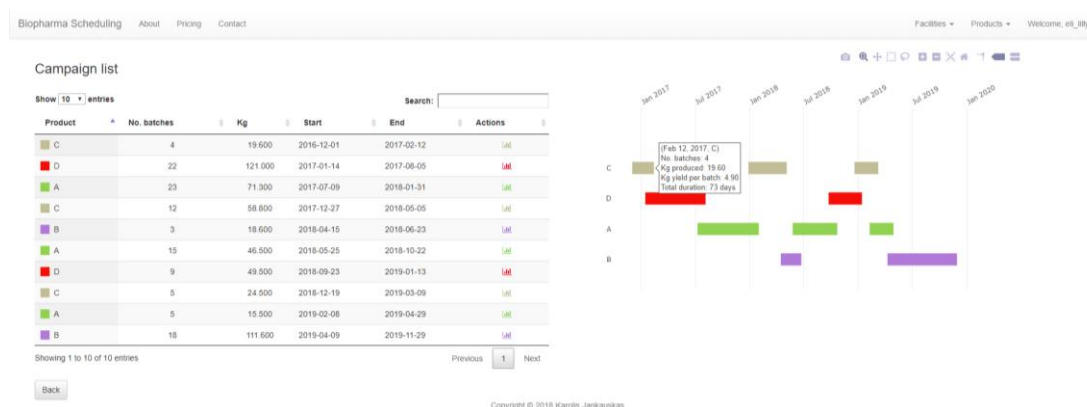 Biopharma Scheduling About Pricing Contact Facilities Products Welcome, eli_lilly
Campaign list
Show 10 entries Search:
Product No. batches Kg Start End Actions
C 4 19.600 2016-12-01 2017-02-12
D 22 121.000 2017-01-14 2017-08-05
A 23 71.300 2017-07-09 2018-01-31
C 12 58.800 2017-12-27 2018-05-05
B 3 18.600 2018-04-15 2018-06-23
A 15 46.500 2018-05-25 2018-10-22
D 9 49.500 2018-09-23 2019-01-13
C 5 24.500 2018-12-19 2019-03-09
A 5 15.500 2019-02-08 2019-04-29
B 18 111.600 2019-04-09 2019-11-29
Showing 1 to 10 of 10 entries Previous 1 Next
Back
Jan 2017 Jul 2017 Jan 2018 Jul 2018 Jan 2019 Jul 2019 Jan 2020
(Feb 12, 2017, C)
No. batches: 4
Kg produced: 19.60
Kg yield per batch: 4.90
Total duration: 73 days
C
D
A
B
Copyright © 2018 Karolis Jankauskas